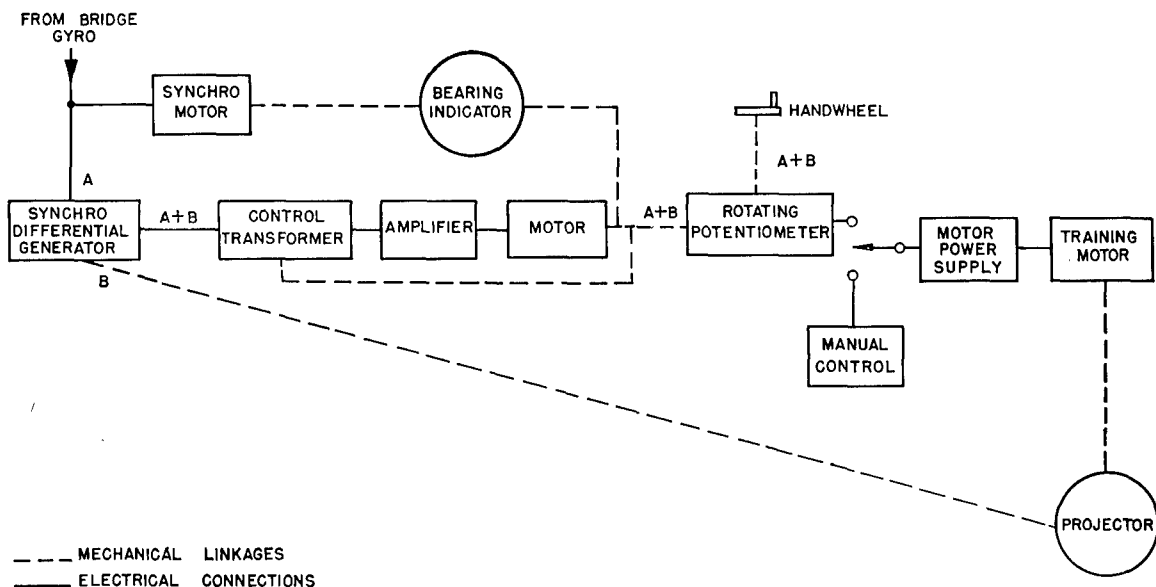 FROM BRIDGE
GYRO
SYNCHRO
MOTOR
BEARING
INDICATOR
HANDWHEEL
A+B
A
SYNCHRO
DIFFERENTIAL
GENERATOR
A+B
CONTROL
TRANSFORMER
AMPLIFIER
MOTOR
A+B
ROTATING
POTENTIOMETER
MOTOR
POWER
SUPPLY
TRAINING
MOTOR
B
MANUAL
CONTROL
PROJECTOR
MECHANICAL LINKAGES
ELECTRICAL CONNECTIONS